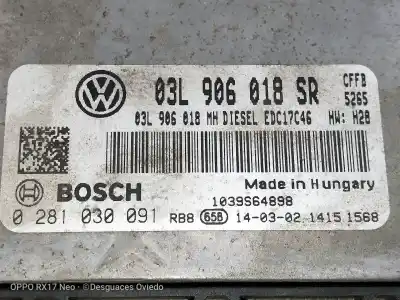 03L 906 018 SR CFFB
5265
03L 906 018 MH DIESEL EDC17C46 HW: H28
BOSCH
Made in Hungary
1039S64898
0 281 030 091 RB8 658 14-03-02 1415 1568
OPPO RX17 Neo · ©Desguaces Oviedo